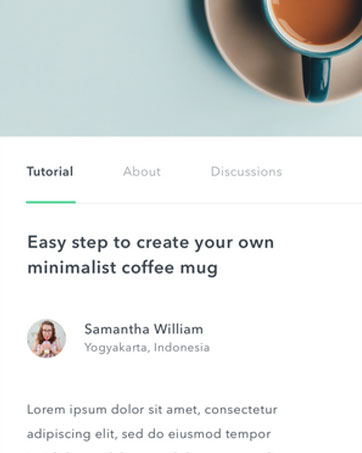 Tutorial About Discussions
Easy step to create your own
minimalist coffee mug
Samantha William
Yogyakarta, Indonesia
Lorem ipsum dolor sit amet, consectetur
adipiscing elit, sed do eiusmod tempor